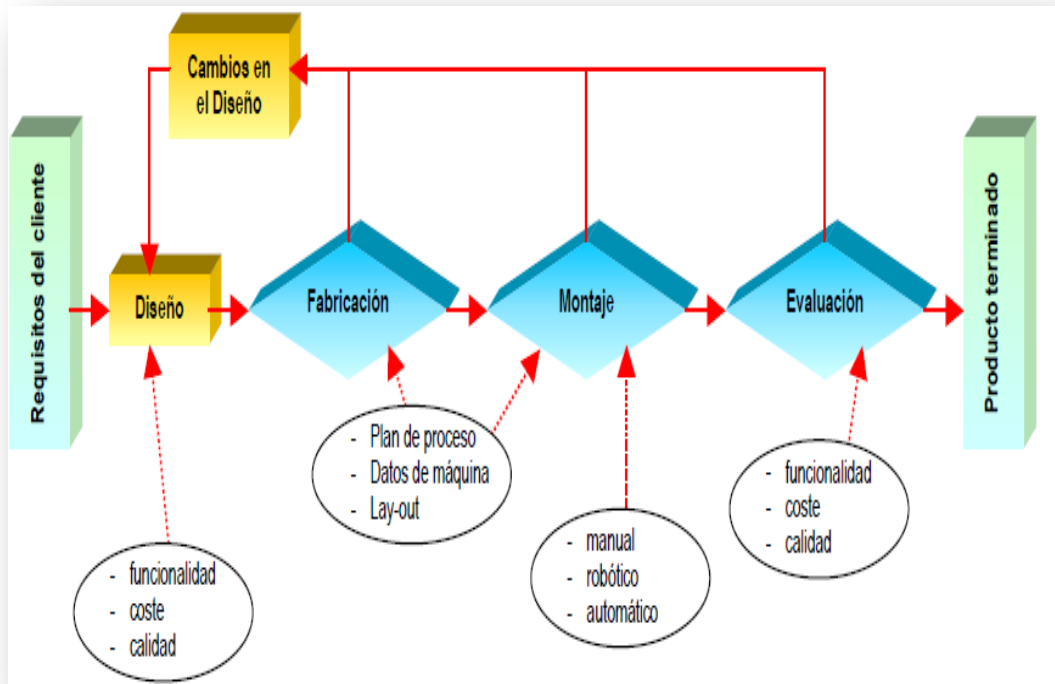 Cambios en
el Diseño
Requisitos del cliente
Diseño
Fabricación
Montaje
Evaluación
Producto terminado
- Plan de proceso
- Datos de máquina
- Lay-out
- funcionalidad
- coste
- calidad
- manual
- robótico
- automático
- funcionalidad
- coste
- calidad